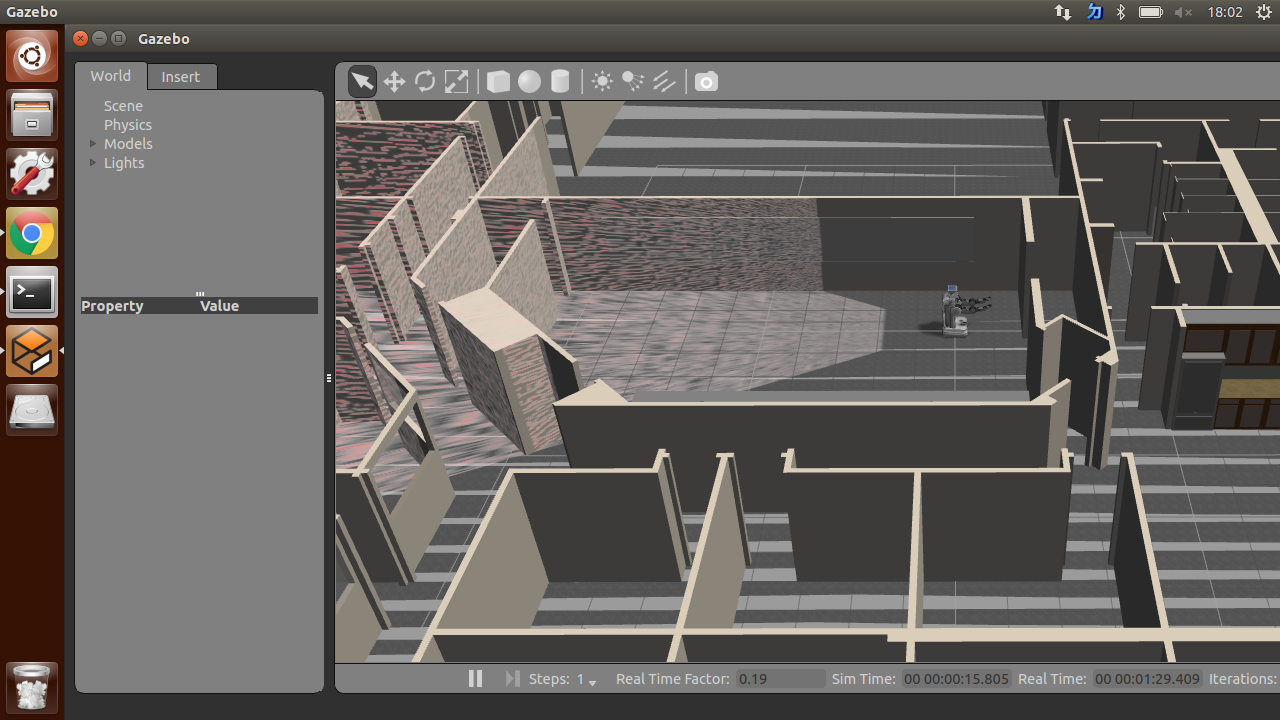 Gazebo
18:02
Gazebo
World Insert
Scene
Physics
Models
Lights
Property Value
Steps: 1 Real Time Factor: 0.19 Sim Time: 00 00:00:15.805 Real Time: 00 00:01:29.409 Iterations: